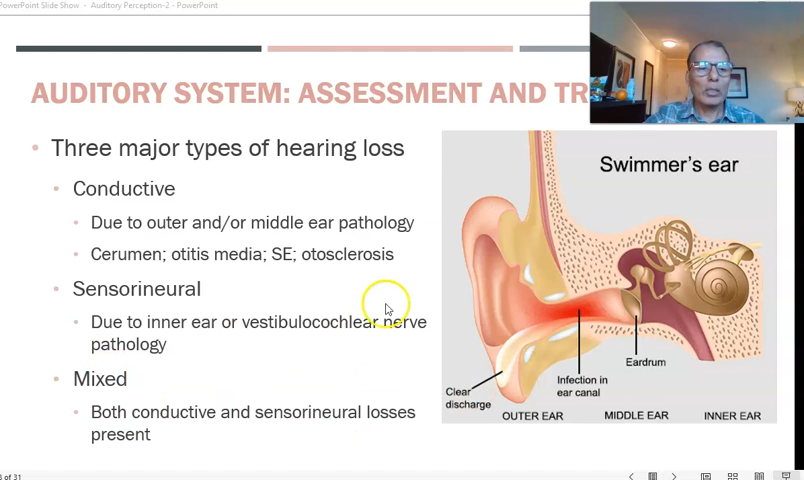 PowerPoint Slide Show - Auditory Perception-2 - PowerPoint
AUDITORY SYSTEM: ASSESSMENT AND TR
• Three major types of hearing loss
• Conductive
• Due to outer and/or middle ear pathology
• Cerumen; otitis media; SE; otosclerosis
• Sensorineural
• Due to inner ear or vestibulocochlear nerve
pathology
• Mixed
• Both conductive and sensorineural losses
present
Swimmer's ear
Eardrum
Infection in
ear canal
Clear
discharge
OUTER EAR
MIDDLE EAR
INNER EAR
of 31